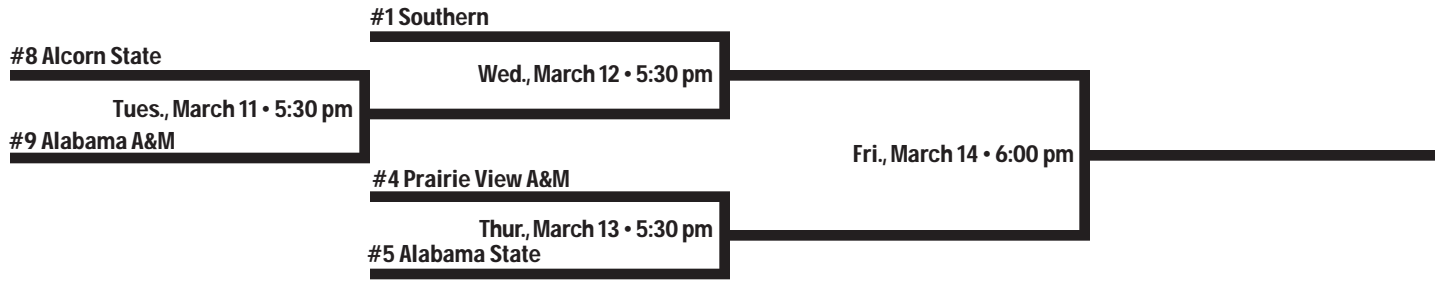 #1 Southern
#8 Alcorn State
Wed., March 12 • 5:30 pm
Tues., March 11 • 5:30 pm
#9 Alabama A&M
Fri., March 14 • 6:00 pm
#4 Prairie View A&M
Thur., March 13 • 5:30 pm
#5 Alabama State